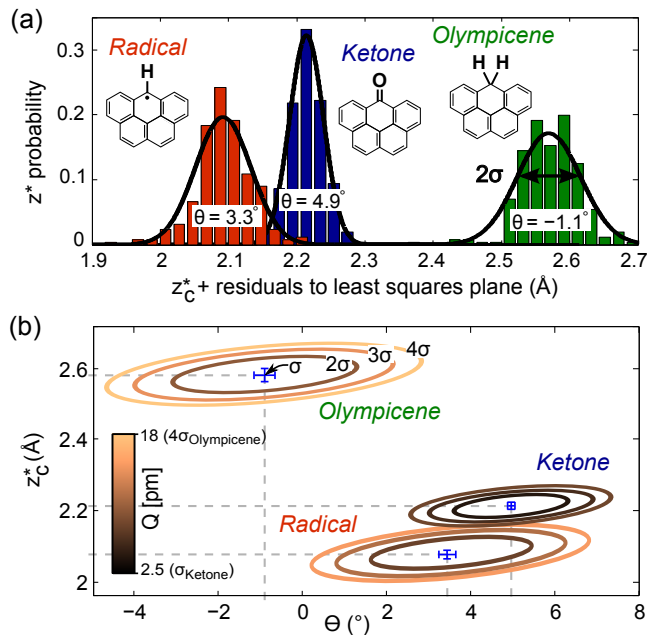 (a)
Radical
Ketone
Olympicene
H
O
H H
0.3
0.2
0.1
0
z* probability
θ = 3.3°
θ = 4.9°
2σ
θ = −1.1°
1.9 2 2.1 2.2 2.3 2.4 2.5 2.6 2.7
z*C + residuals to least squares plane (Å)
(b)
2.6
2.4
2.2
2
z*C (Å)
σ 2σ 3σ 4σ
Olympicene
18 (4σOlympicene)
Q [pm]
2.5 (σKetone)
Ketone
Radical
−4 −2 0 2 4 6 8
Θ (°)